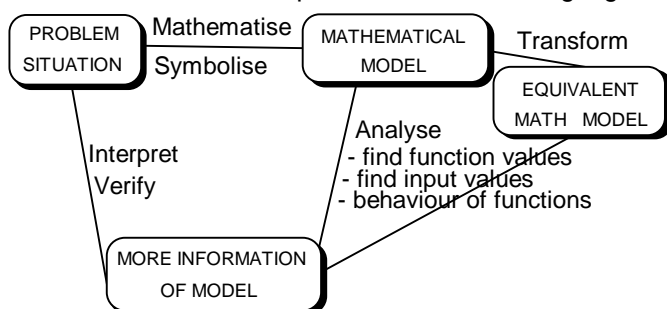 PROBLEM
SITUATION
Mathematise
Symbolise
MATHEMATICAL
MODEL
Transform
EQUIVALENT
MATH MODEL
Analyse
- find function values
- find input values
- behaviour of functions
Interpret
Verify
MORE INFORMATION
OF MODEL